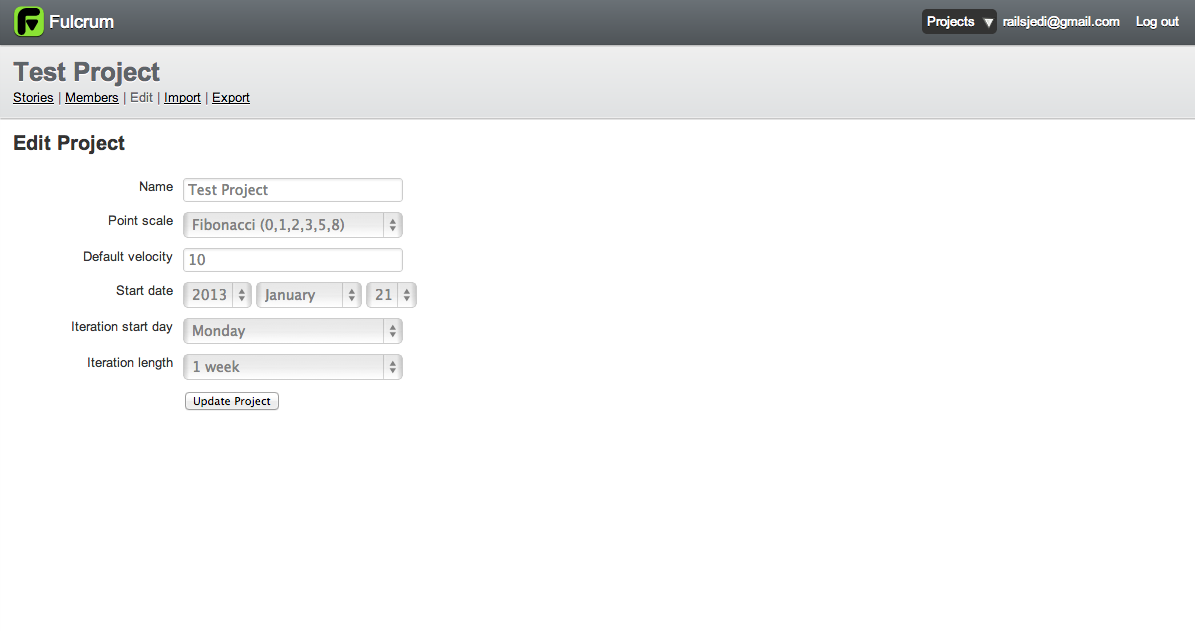 Fulcrum Projects ▼ railsjedi@gmail.com Log out
Test Project
Stories | Members | Edit | Import | Export
Edit Project
Name Test Project
Point scale Fibonacci (0,1,2,3,5,8)
Default velocity 10
Start date 2013 January 21
Iteration start day Monday
Iteration length 1 week
Update Project